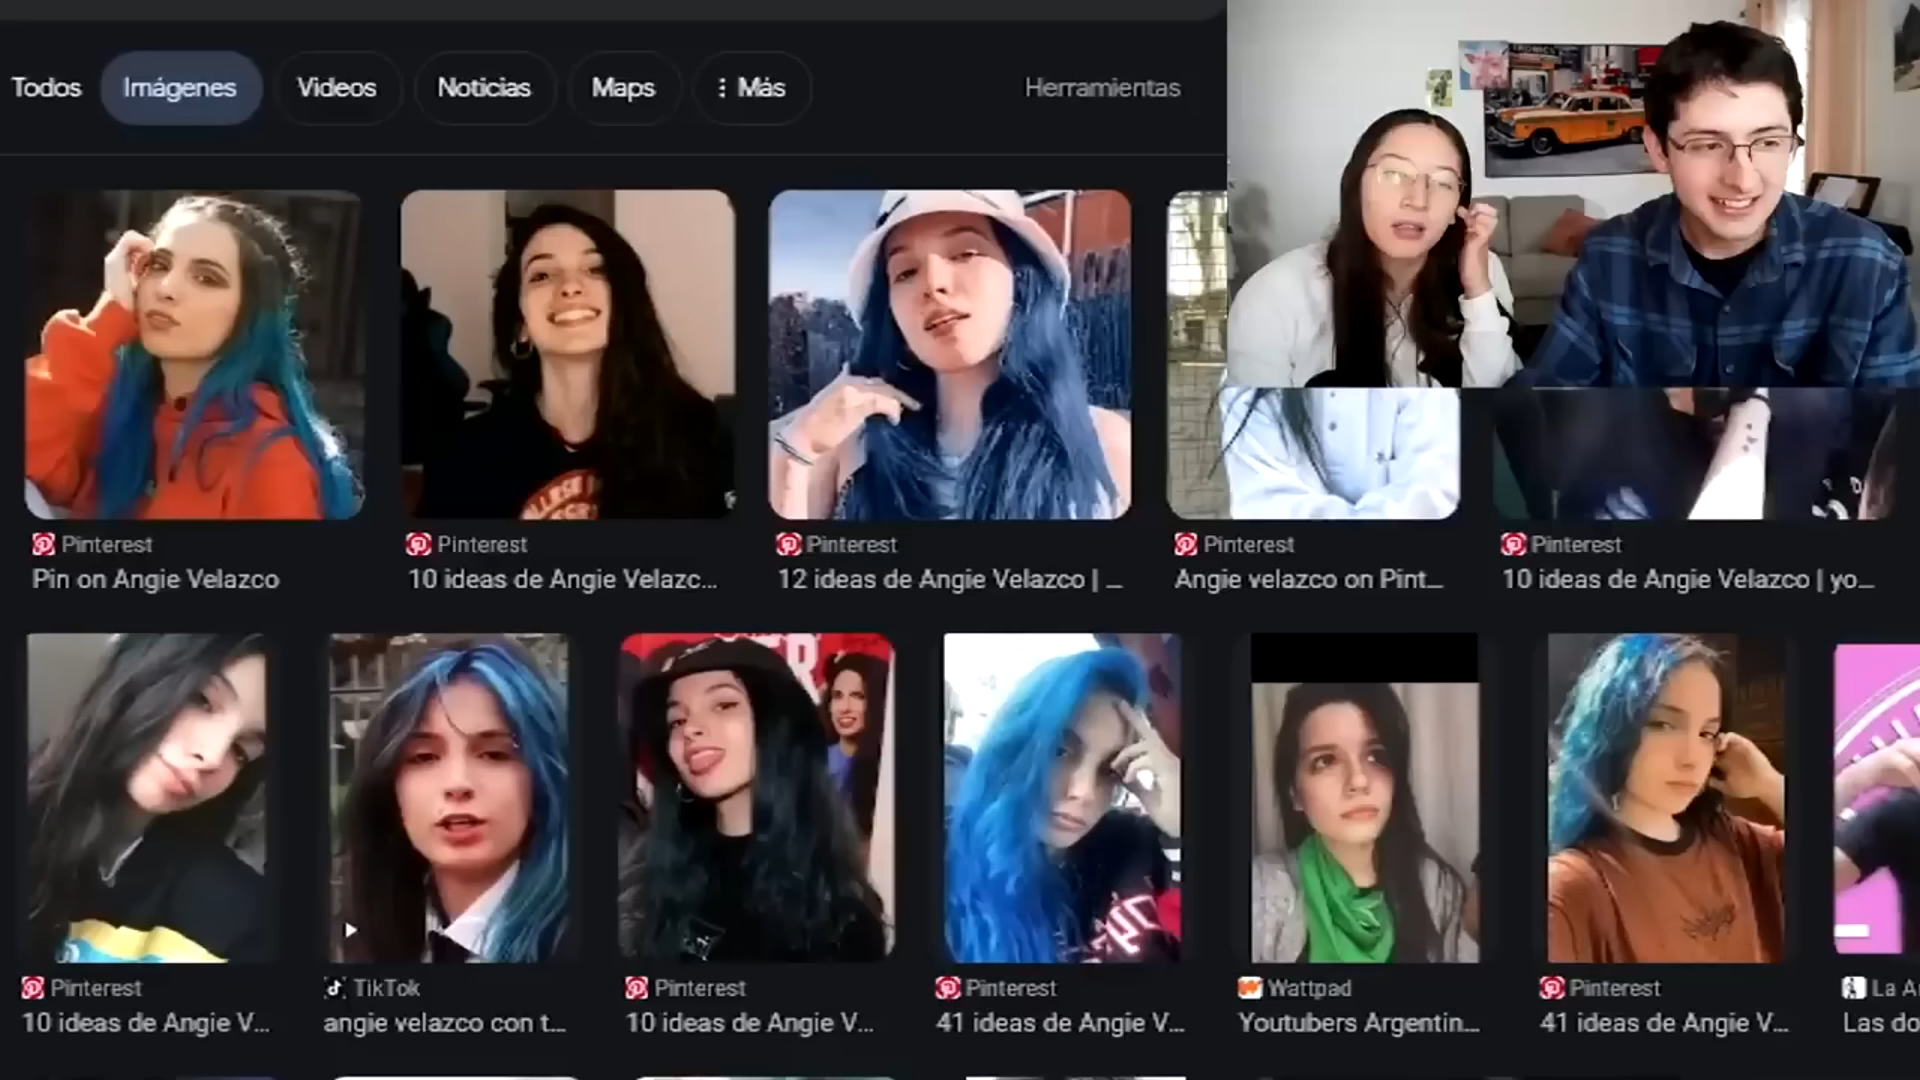 Todos Imágenes Videos Noticias Maps Más Herramientas
Pinterest
Pin on Angie Velazco
Pinterest
10 ideas de Angie Velazc...
Pinterest
12 ideas de Angie Velazco | ...
Pinterest
Angie velazco on Pint...
Pinterest
10 ideas de Angie Velazco | yo...
Pinterest
10 ideas de Angie V...
TikTok
angie velazco con t...
Pinterest
10 ideas de Angie V...
Pinterest
41 ideas de Angie V...
Wattpad
Youtubers Argentin...
Pinterest
41 ideas de Angie V...
La
Las do